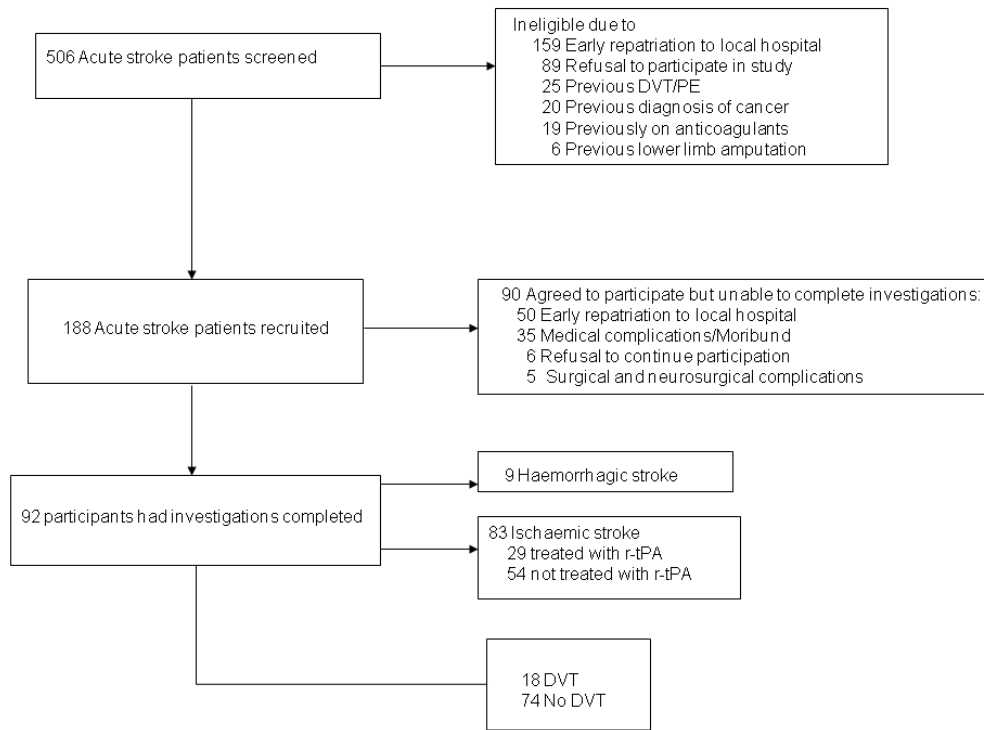 506 Acute stroke patients screened
Ineligible due to
159 Early repatriation to local hospital
89 Refusal to participate in study
25 Previous DVT/PE
20 Previous diagnosis of cancer
19 Previously on anticoagulants
6 Previous lower limb amputation
188 Acute stroke patients recruited
90 Agreed to participate but unable to complete investigations:
50 Early repatriation to local hospital
35 Medical complications/Moribund
6 Refusal to continue participation
5 Surgical and neurosurgical complications
92 participants had investigations completed
9 Haemorrhagic stroke
83 Ischaemic stroke
29 treated with r-tPA
54 not treated with r-tPA
18 DVT
74 No DVT